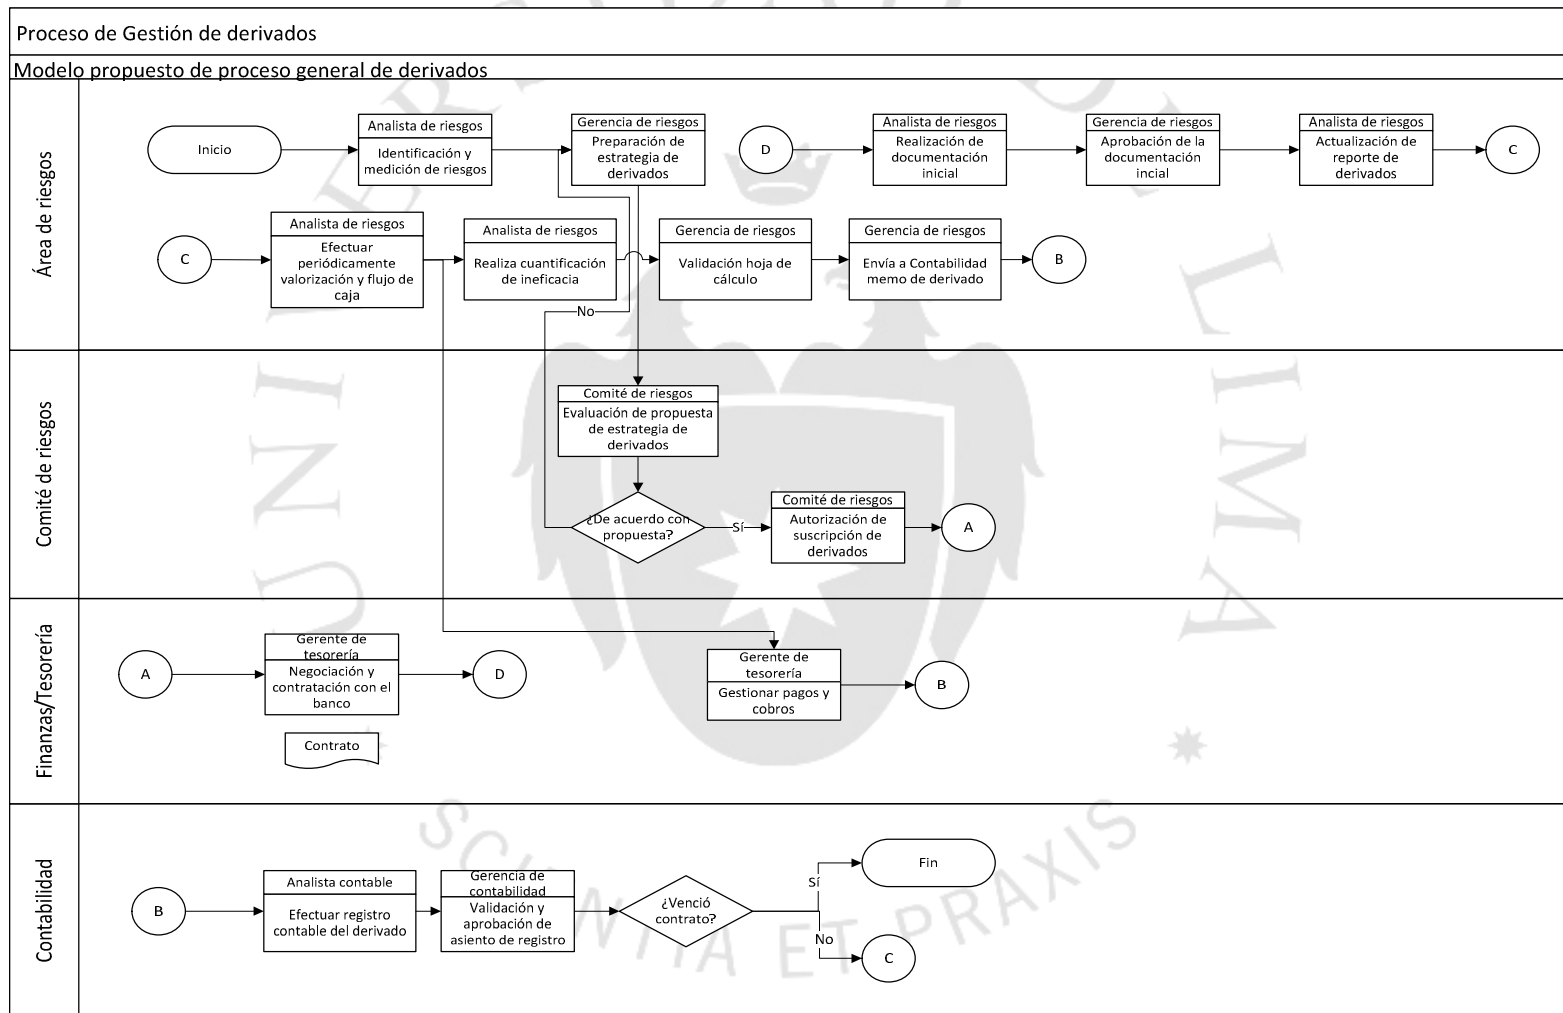 Proceso de Gestión de derivados
Modelo propuesto de proceso general de derivados
Área de riesgos
Inicio
Analista de riesgos
Identificación y
medición de riesgos
Gerencia de riesgos
Preparación de
estrategia de
derivados
D
Analista de riesgos
Realización de
documentación
inicial
Gerencia de riesgos
Aprobación de la
documentación
incial
Analista de riesgos
Actualización de
reporte de
derivados
C
C
Analista de riesgos
Efectuar
periódicamente
valorización y flujo de
caja
Analista de riesgos
Realiza cuantificación
de ineficacia
Gerencia de riesgos
Validación hoja de
cálculo
Gerencia de riesgos
Envía a Contabilidad
memo de derivado
B
No
Comité de riesgos
Comité de riesgos
Evaluación de propuesta
de estrategia de
derivados
¿De acuerdo con
propuesta?
Sí
Comité de riesgos
Autorización de
suscripción de
derivados
A
Finanzas/Tesorería
A
Gerente de
tesorería
Negociación y
contratación con el
banco
D
Contrato
Gerente de
tesorería
Gestionar pagos y
cobros
B
Contabilidad
B
Analista contable
Efectuar registro
contable del derivado
Gerencia de
contabilidad
Validación y
aprobación de
asiento de registro
¿Venció
contrato?
Sí
Fin
No
C